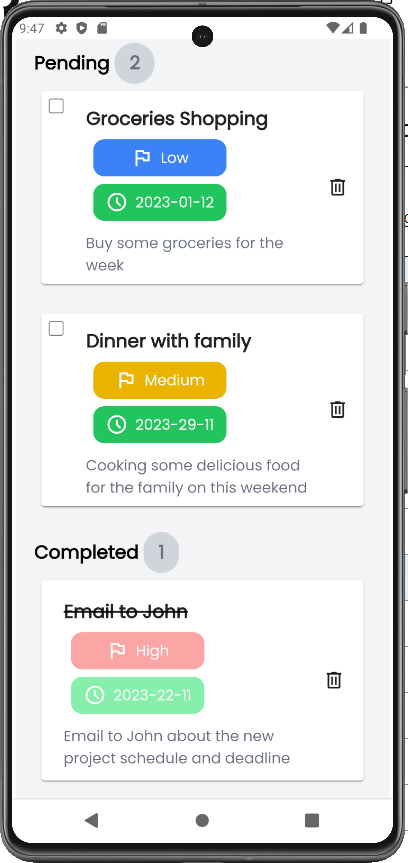 9:47
Pending 2
Groceries Shopping
Low
2023-01-12
Buy some groceries for the
week
Dinner with family
Medium
2023-29-11
Cooking some delicious food
for the family on this weekend
Completed 1
Email to John
High
2023-22-11
Email to John about the new
project schedule and deadline